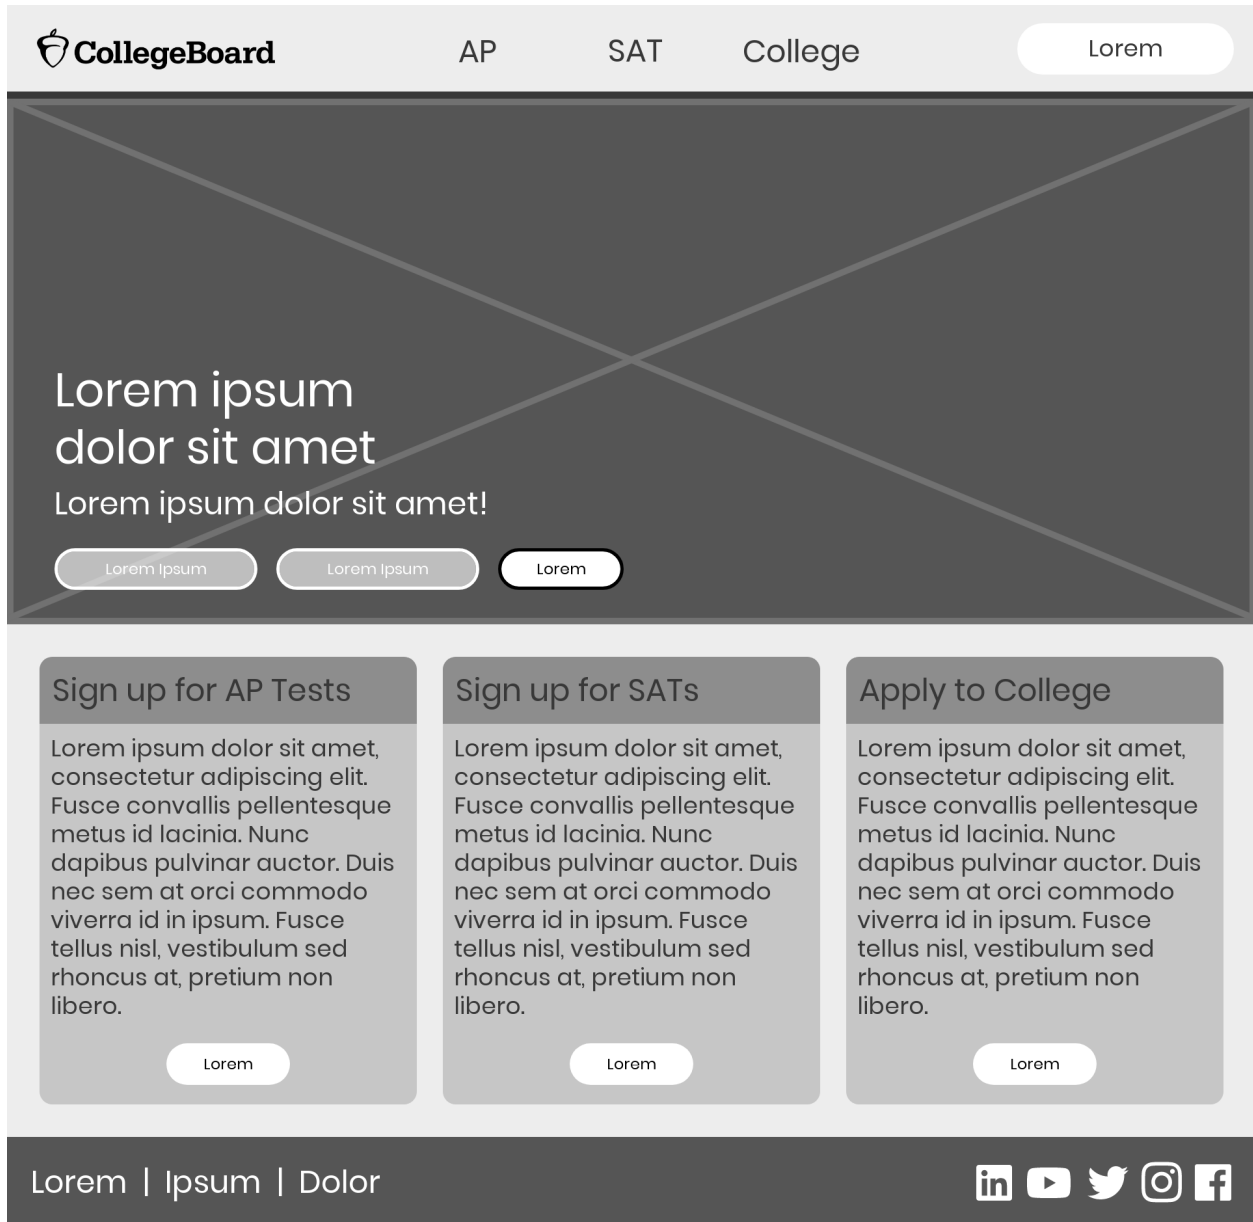 CollegeBoard
AP
SAT
College
Lorem
Lorem ipsum
dolor sit amet
Lorem ipsum dolor sit amet!
Lorem Ipsum
Lorem Ipsum
Lorem
Sign up for AP Tests
Lorem ipsum dolor sit amet,
consectetur adipiscing elit.
Fusce convallis pellentesque
metus id lacinia. Nunc
dapibus pulvinar auctor. Duis
nec sem at orci commodo
viverra id in ipsum. Fusce
tellus nisl, vestibulum sed
rhoncus at, pretium non
libero.
Lorem
Sign up for SATs
Lorem ipsum dolor sit amet,
consectetur adipiscing elit.
Fusce convallis pellentesque
metus id lacinia. Nunc
dapibus pulvinar auctor. Duis
nec sem at orci commodo
viverra id in ipsum. Fusce
tellus nisl, vestibulum sed
rhoncus at, pretium non
libero.
Lorem
Apply to College
Lorem ipsum dolor sit amet,
consectetur adipiscing elit.
Fusce convallis pellentesque
metus id lacinia. Nunc
dapibus pulvinar auctor. Duis
nec sem at orci commodo
viverra id in ipsum. Fusce
tellus nisl, vestibulum sed
rhoncus at, pretium non
libero.
Lorem
Lorem | Ipsum | Dolor
in
f